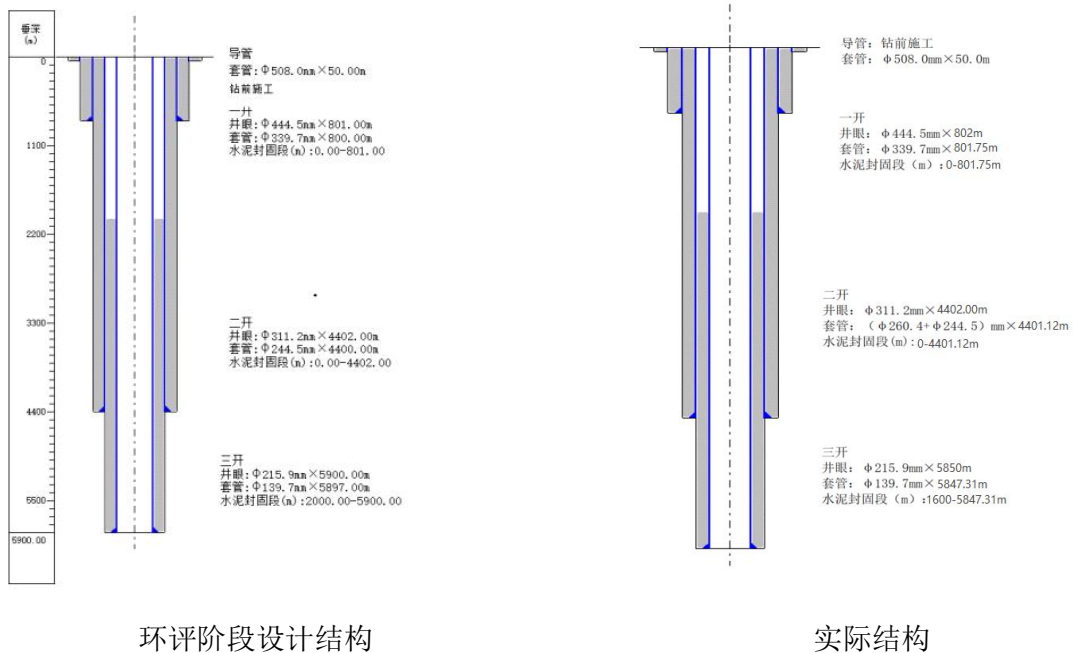 垂深
(m)
0
1100
2200
3300
4400
5500
5900.00
导管
套管:Φ508.0mm×50.00m
钻前施工
一开
井眼:Φ444.5mm×801.00m
套管:Φ339.7mm×800.00m
水泥封固段(m):0.00-801.00
二开
井眼:Φ311.2mm×4402.00m
套管:Φ244.5mm×4400.00m
水泥封固段(m):0.00-4402.00
三开
井眼:Φ215.9mm×5900.00m
套管:Φ139.7mm×5897.00m
水泥封固段(m):2000.00-5900.00
环评阶段设计结构
导管：钻前施工
套管：φ508.0mm×50.0m
一开
井眼：φ444.5mm×802m
套管：φ339.7mm×801.75m
水泥封固段（m）:0-801.75m
二开
井眼：φ311.2mm×4402.00m
套管：（φ260.4+φ244.5）mm×4401.12m
水泥封固段(m)：0-4401.12m
三开
井眼：φ215.9mm×5850m
套管：φ139.7mm×5847.31m
水泥封固段（m）:1600-5847.31m
实际结构